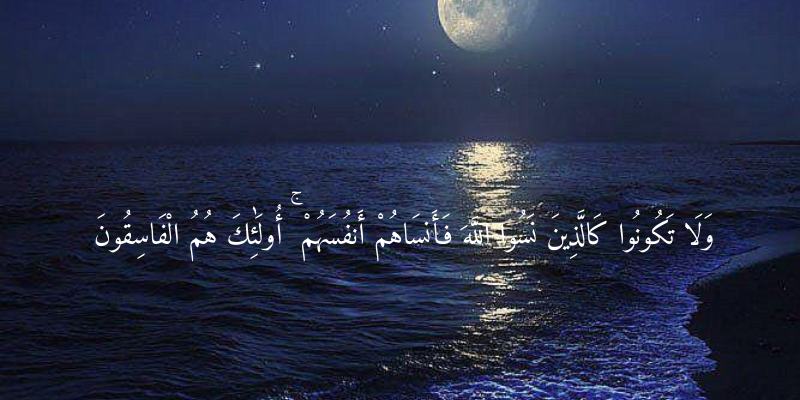 وَلَا تَكُونُوا كَالَّذِينَ نَسُوا اللَّهَ فَأَنسَاهُمْ أَنفُسَهُمْ ۚ أُولَٰئِكَ هُمُ الْفَاسِقُونَ